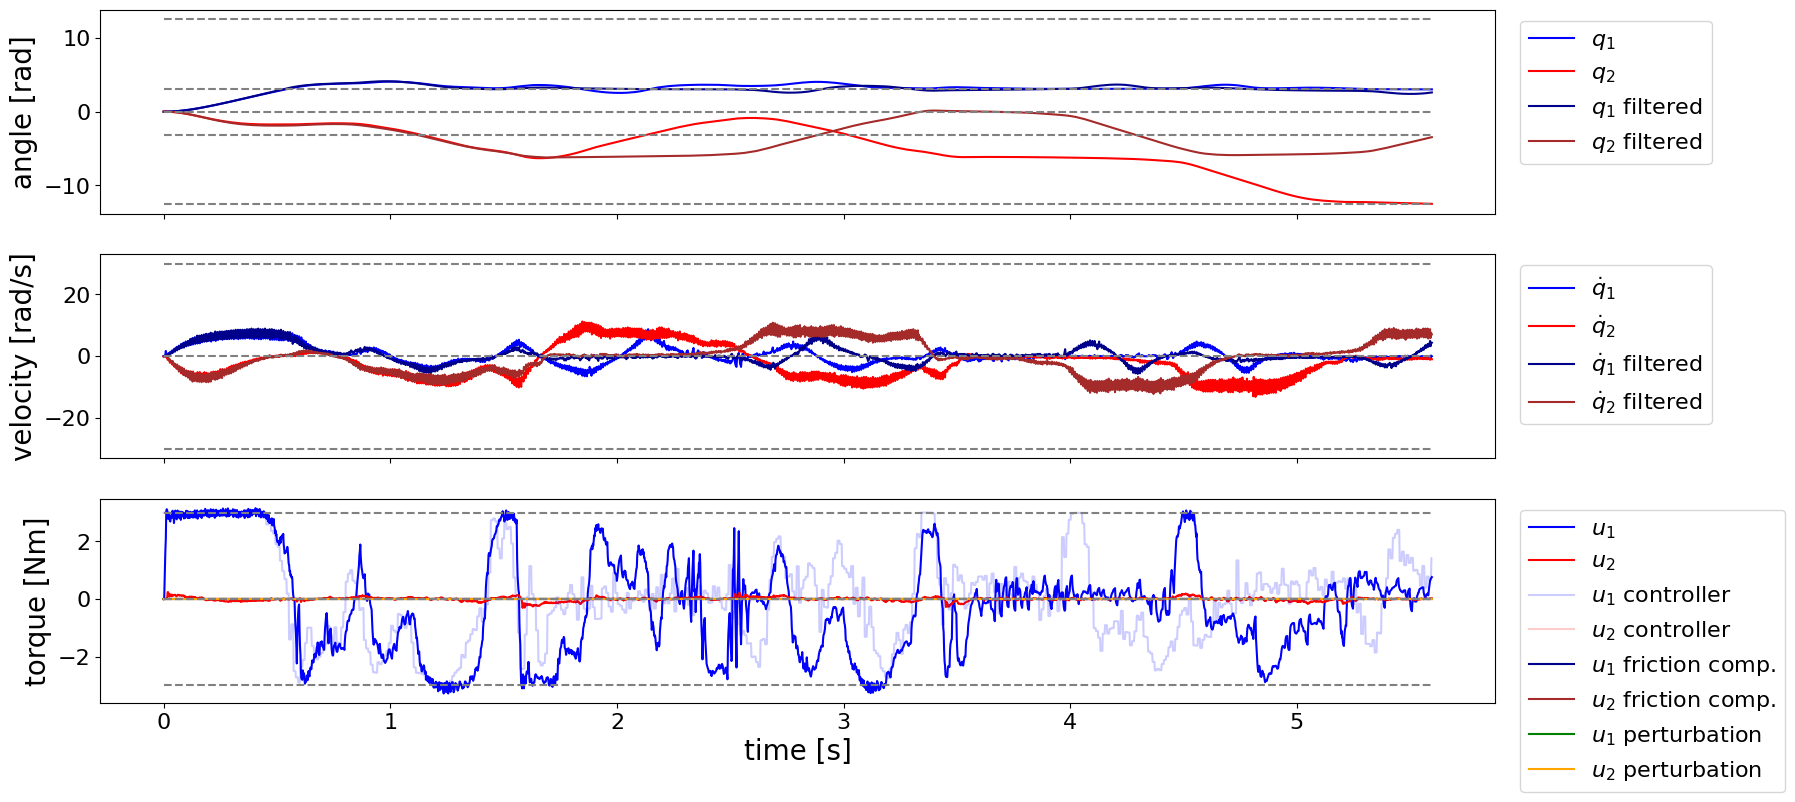 angle [rad]
10
0
−10
q₁
q₂
q₁ filtered
q₂ filtered
velocity [rad/s]
20
0
−20
q̇₁
q̇₂
q̇₁ filtered
q̇₂ filtered
torque [Nm]
2
0
−2
0 1 2 3 4 5
time [s]
u₁
u₂
u₁ controller
u₂ controller
u₁ friction comp.
u₂ friction comp.
u₁ perturbation
u₂ perturbation